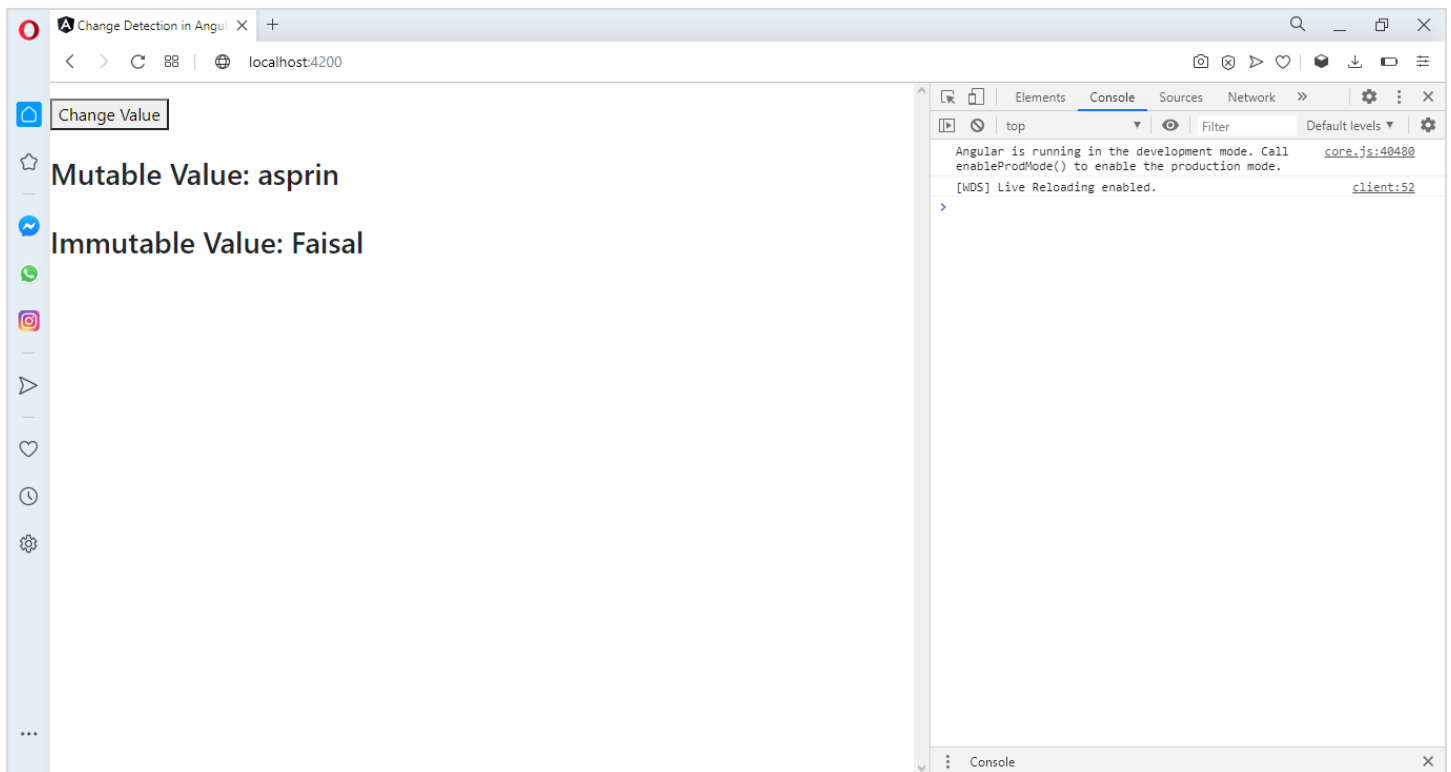 Change Detection in Angul
localhost:4200
Change Value
Mutable Value: asprin
Immutable Value: Faisal
Elements Console Sources Network
top Filter Default levels
Angular is running in the development mode. Call core.js:40480
enableProdMode() to enable the production mode.
[WDS] Live Reloading enabled. client:52
Console